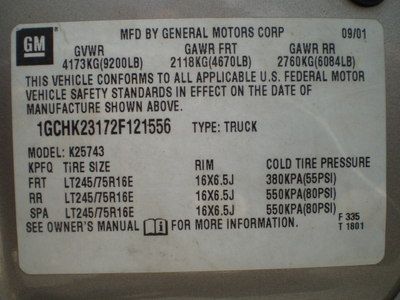 GM
MFD BY GENERAL MOTORS CORP 09/01
GVWR GAWR FRT GAWR RR
4173KG(9200LB) 2118KG(4670LB) 2760KG(6084LB)
THIS VEHICLE CONFORMS TO ALL APPLICABLE U.S. FEDERAL MOTOR
VEHICLE SAFETY STANDARDS IN EFFECT ON THE DATE OF
MANUFACTURE SHOWN ABOVE.
1GCHK23172F121556 TYPE: TRUCK
MODEL: K25743
KPFQ TIRE SIZE RIM COLD TIRE PRESSURE
FRT LT245/75R16E 16X6.5J 380KPA(55PSI)
RR LT245/75R16E 16X6.5J 550KPA(80PSI)
SPA LT245/75R16E 16X6.5J 550KPA(80PSI)
SEE OWNER'S MANUAL i FOR MORE INFORMATION.
F 335
T 1801